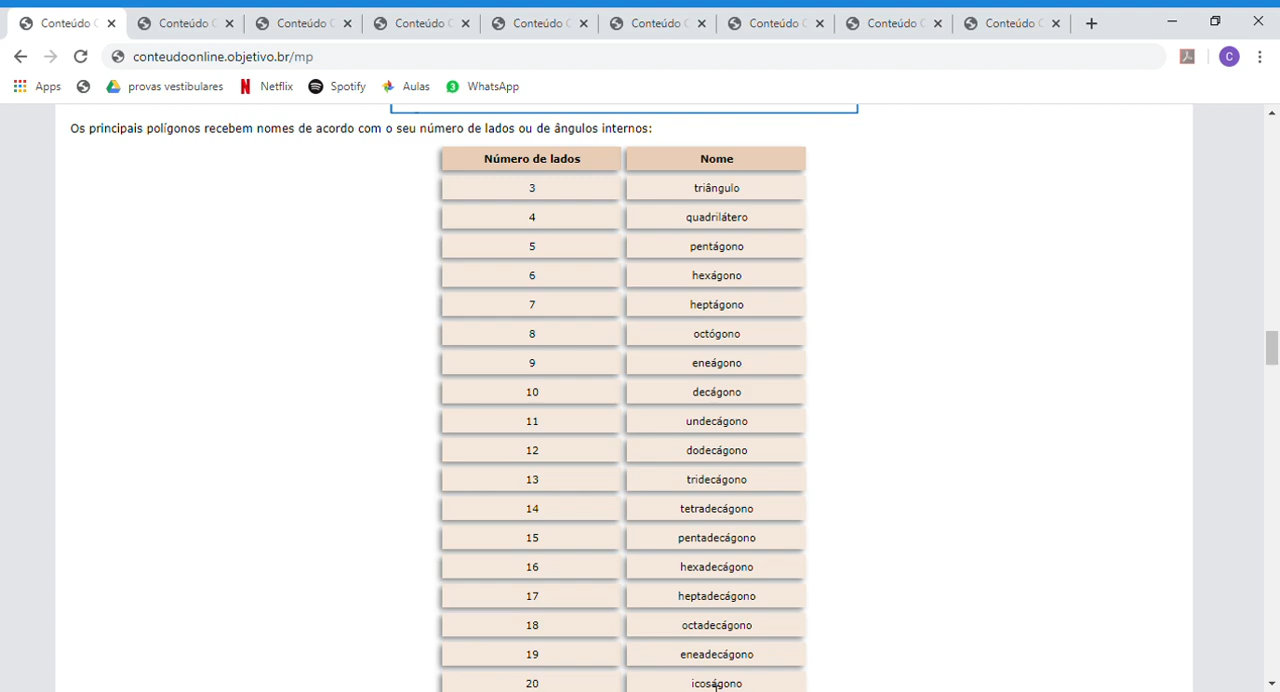 Conteúdo C Conteúdo C Conteúdo C Conteúdo C Conteúdo C Conteúdo C Conteúdo C Conteúdo C Conteúdo C
conteudoonline.objetivo.br/mp
C
Apps provas vestibulares Netflix Spotify Aulas 3 WhatsApp
Os principais polígonos recebem nomes de acordo com o seu número de lados ou de ângulos internos:
Número de lados Nome
3 triângulo
4 quadrilátero
5 pentágono
6 hexágono
7 heptágono
8 octógono
9 eneágono
10 decágono
11 undecágono
12 dodecágono
13 tridecágono
14 tetradecágono
15 pentadecágono
16 hexadecágono
17 heptadecágono
18 octadecágono
19 eneadecágono
20 icoságono